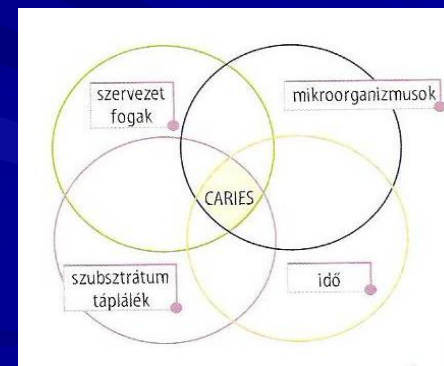 szervezet
fogak
mikroorganizmusok
CARIES
szubsztrátum
táplálék
idő